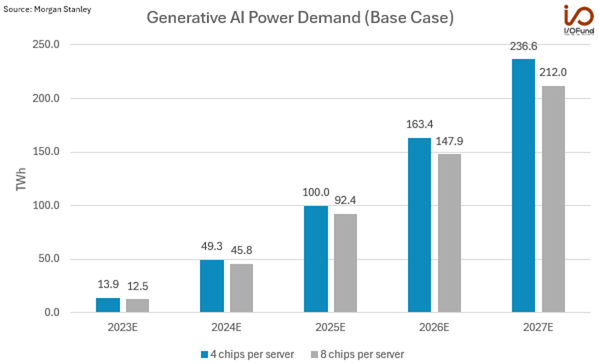 Source: Morgan Stanley
Generative AI Power Demand (Base Case)
I/OFund
250.0
200.0
150.0
100.0
50.0
0.0
TWh
13.9
12.5
49.3
45.8
100.0
92.4
163.4
147.9
236.6
212.0
2023E
2024E
2025E
2026E
2027E
4 chips per server
8 chips per server